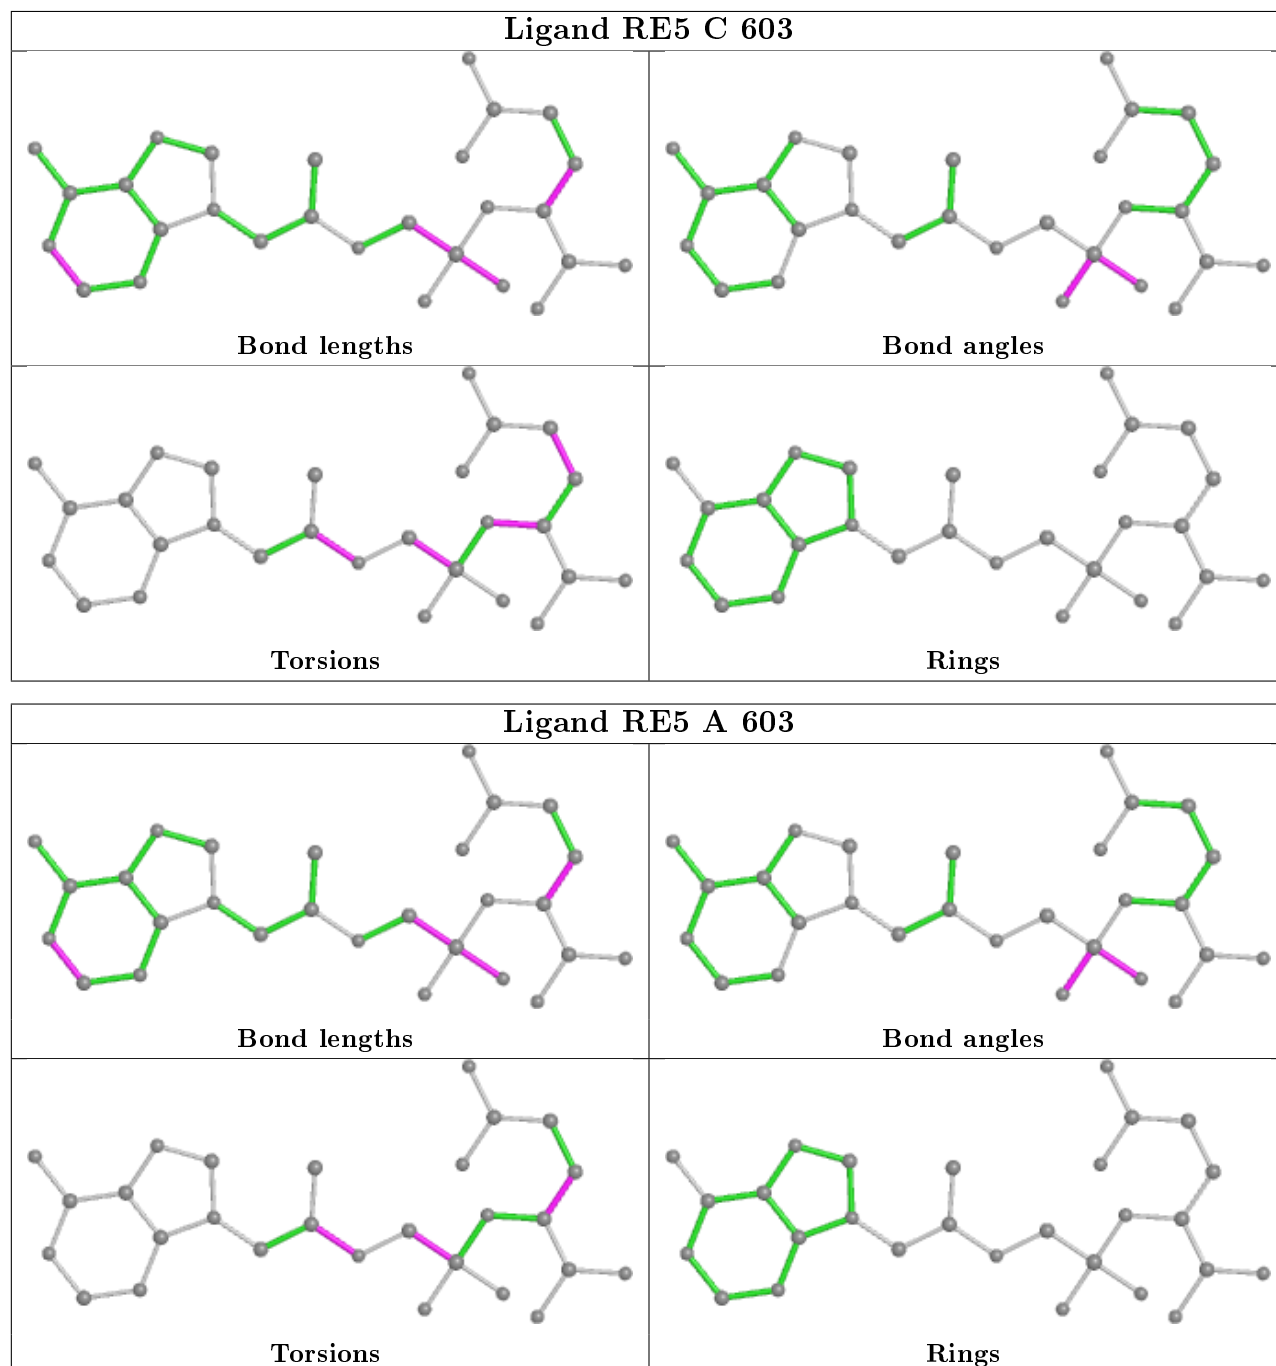 Ligand RE5 C 603
Bond lengths
Bond angles
Torsions
Rings
Ligand RE5 A 603
Bond lengths
Bond angles
Torsions
Rings